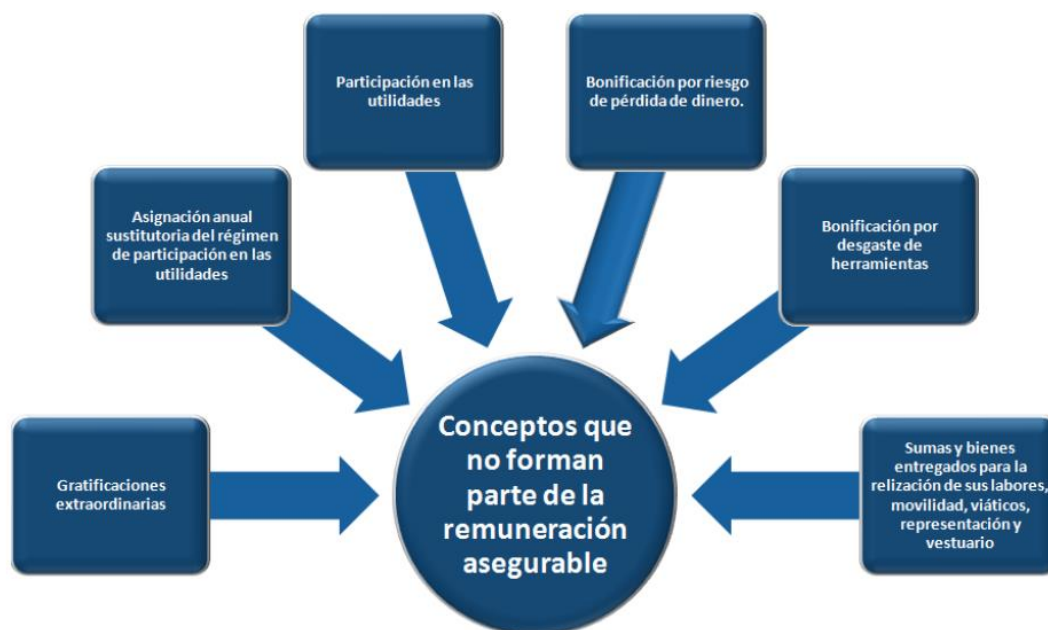 Participación en las
utilidades
Bonificación por riesgo
de pérdida de dinero.
Asignación anual
sustitutoria del régimen
de participación en las
utilidades
Bonificación por
desgaste de
herramientas
Gratificaciones
extraordinarias
Conceptos que
no forman
parte de la
remuneración
asegurable
Sumas y bienes
entregados para la
relización de sus labores,
movilidad, viáticos,
representación y
vestuario